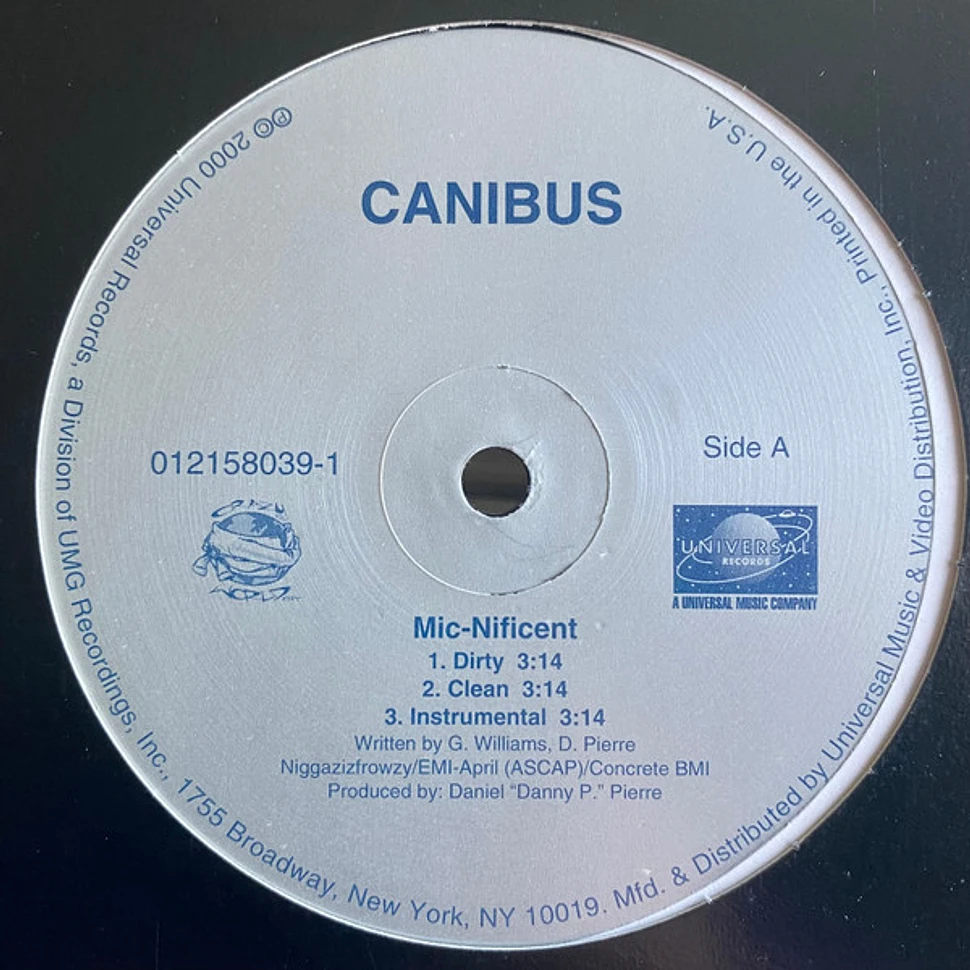 CANIBUS
012158039-1
Side A
UNIVERSAL
RECORDS
A UNIVERSAL MUSIC COMPANY
Mic-Nificent
1. Dirty 3:14
2. Clean 3:14
3. Instrumental 3:14
Written by G. Williams, D. Pierre
Niggazizfrowzy/EMI-April (ASCAP)/Concrete BMI
Produced by: Daniel “Danny P.” Pierre
℗© 2000 Universal Records, a Division of UMG Recordings, Inc., 1755 Broadway, New York, NY 10019. Mfd. & Distributed by Universal Music & Video Distribution, Inc., Printed in the U.S.A.